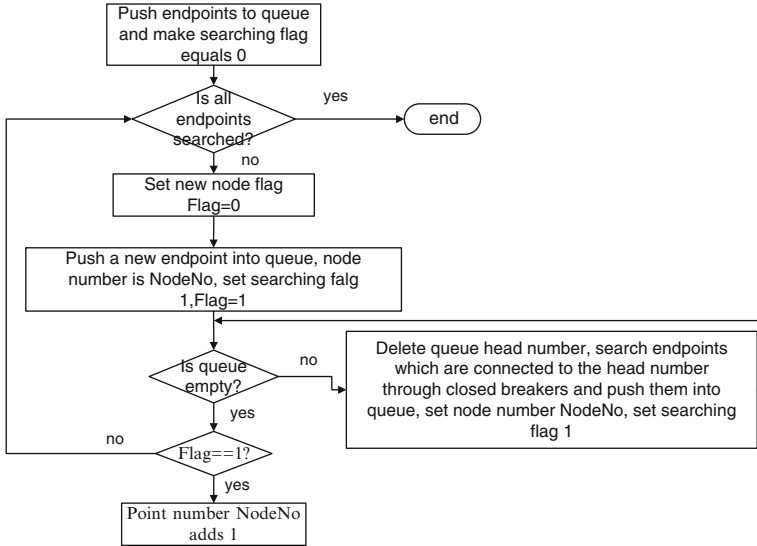 Push endpoints to queue
and make searching flag
equals 0
Is all
endpoints
searched?
yes
end
no
Set new node flag
Flag=0
Push a new endpoint into queue, node
number is NodeNo, set searching falg
1,Flag=1
Is queue
empty?
no
Delete queue head number, search endpoints
which are connected to the head number
through closed breakers and push them into
queue, set node number NodeNo, set searching
flag 1
yes
no
Flag==1?
yes
Point number NodeNo
adds 1